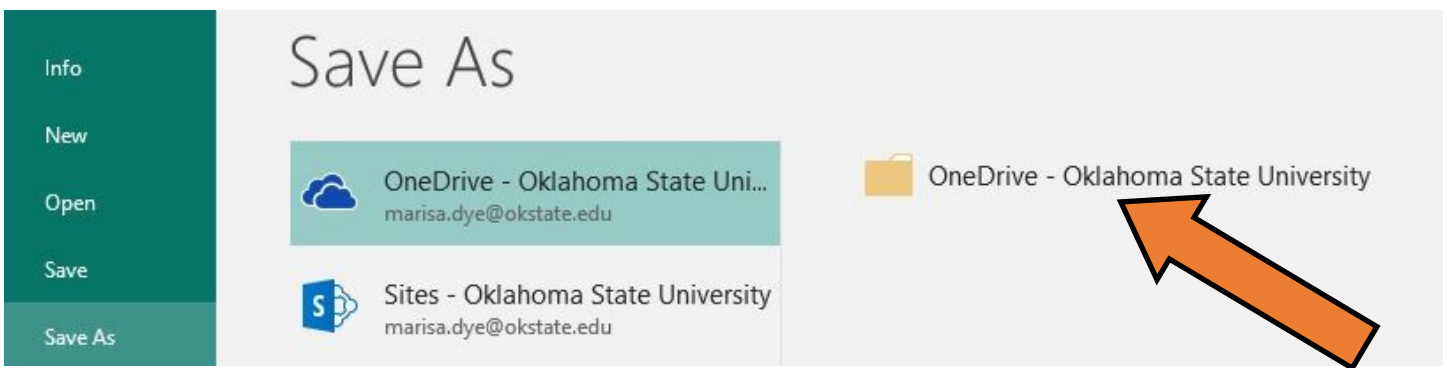 Info
New
Open
Save
Save As
Save As
OneDrive - Oklahoma State Uni...
marisa.dye@okstate.edu
S
Sites - Oklahoma State University
marisa.dye@okstate.edu
OneDrive - Oklahoma State University